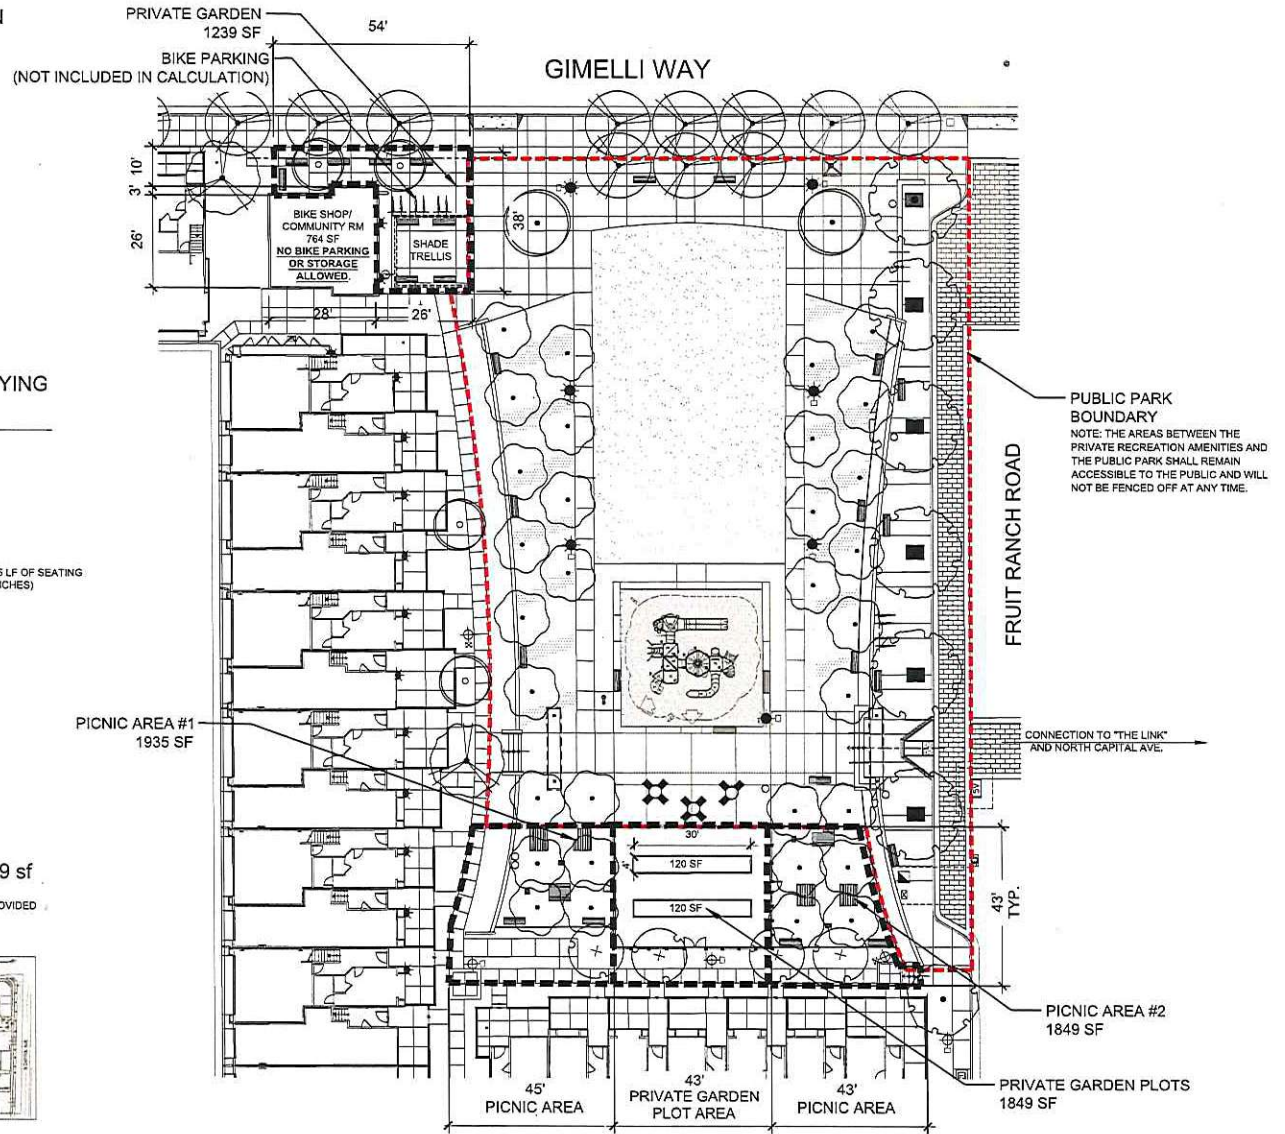 PRIVATE GARDEN
1239 SF
54'
BIKE PARKING
(NOT INCLUDED IN CALCULATION)
GIMELLI WAY
10'
3'
26'
BIKE SHOP/
COMMUNITY RM
764 SF
NO BIKE PARKING
OR STORAGE
ALLOWED.
SHADE
TRELLIS
38'
28'
26'
YING
PUBLIC PARK
BOUNDARY
NOTE: THE AREAS BETWEEN THE
PRIVATE RECREATION AMENITIES AND
THE PUBLIC PARK SHALL REMAIN
ACCESSIBLE TO THE PUBLIC AND WILL
NOT BE FENCED OFF AT ANY TIME.
FRUIT RANCH ROAD
LF OF SEATING
CHES)
PICNIC AREA #1
1935 SF
CONNECTION TO "THE LINK"
AND NORTH CAPITAL AVE.
SV
30'
4'
120 SF
120 SF
43'
TYP.
9 sf
OVIDED
PICNIC AREA #2
1849 SF
PRIVATE GARDEN PLOTS
1849 SF
45'
PICNIC AREA
43'
PRIVATE GARDEN
PLOT AREA
43'
PICNIC AREA